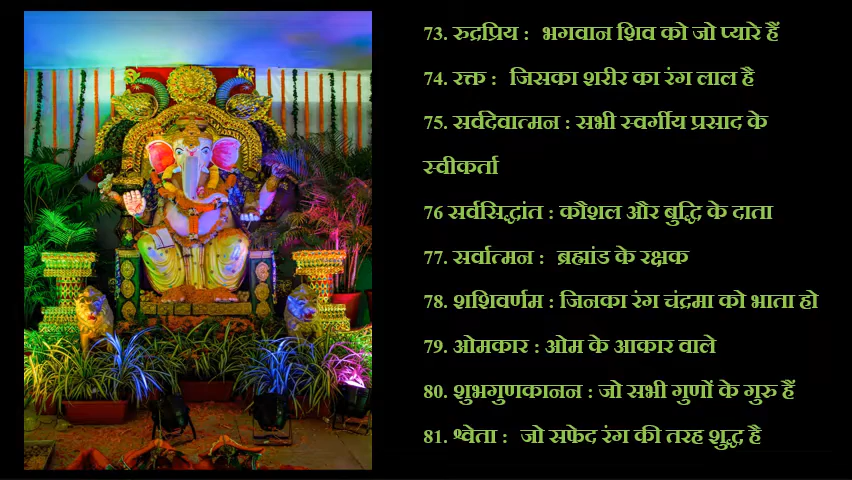 73. रुद्रप्रिय : भगवान शिव को जो प्यारे हैं
74. रक्त : जिसका शरीर का रंग लाल है
75. सर्वदेवात्मन : सभी स्वर्गीय प्रसाद के
स्वीकर्ता
76 सर्वसिद्धांत : कौशल और बुद्धि के दाता
77. सर्वात्मन : ब्रह्मांड के रक्षक
78. शशिवर्णम : जिनका रंग चंद्रमा को भाता हो
79. ओमकार : ओम के आकार वाले
80. शुभगुणकानन : जो सभी गुणों के गुरु हैं
81. श्वेता : जो सफेद रंग की तरह शुद्ध है